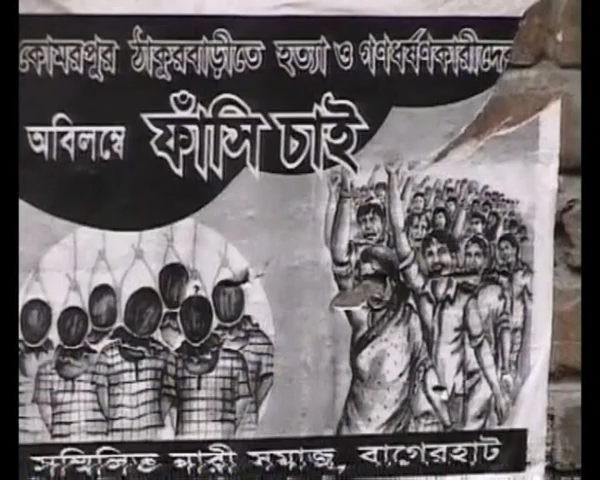 কোমরপুর ঠাকুরবাড়ীতে হত্যা ও গণধর্ষণকারীদের
অবিলম্বে ফাঁসি চাই
সম্মিলিত নারী সমাজ, বাগেরহাট